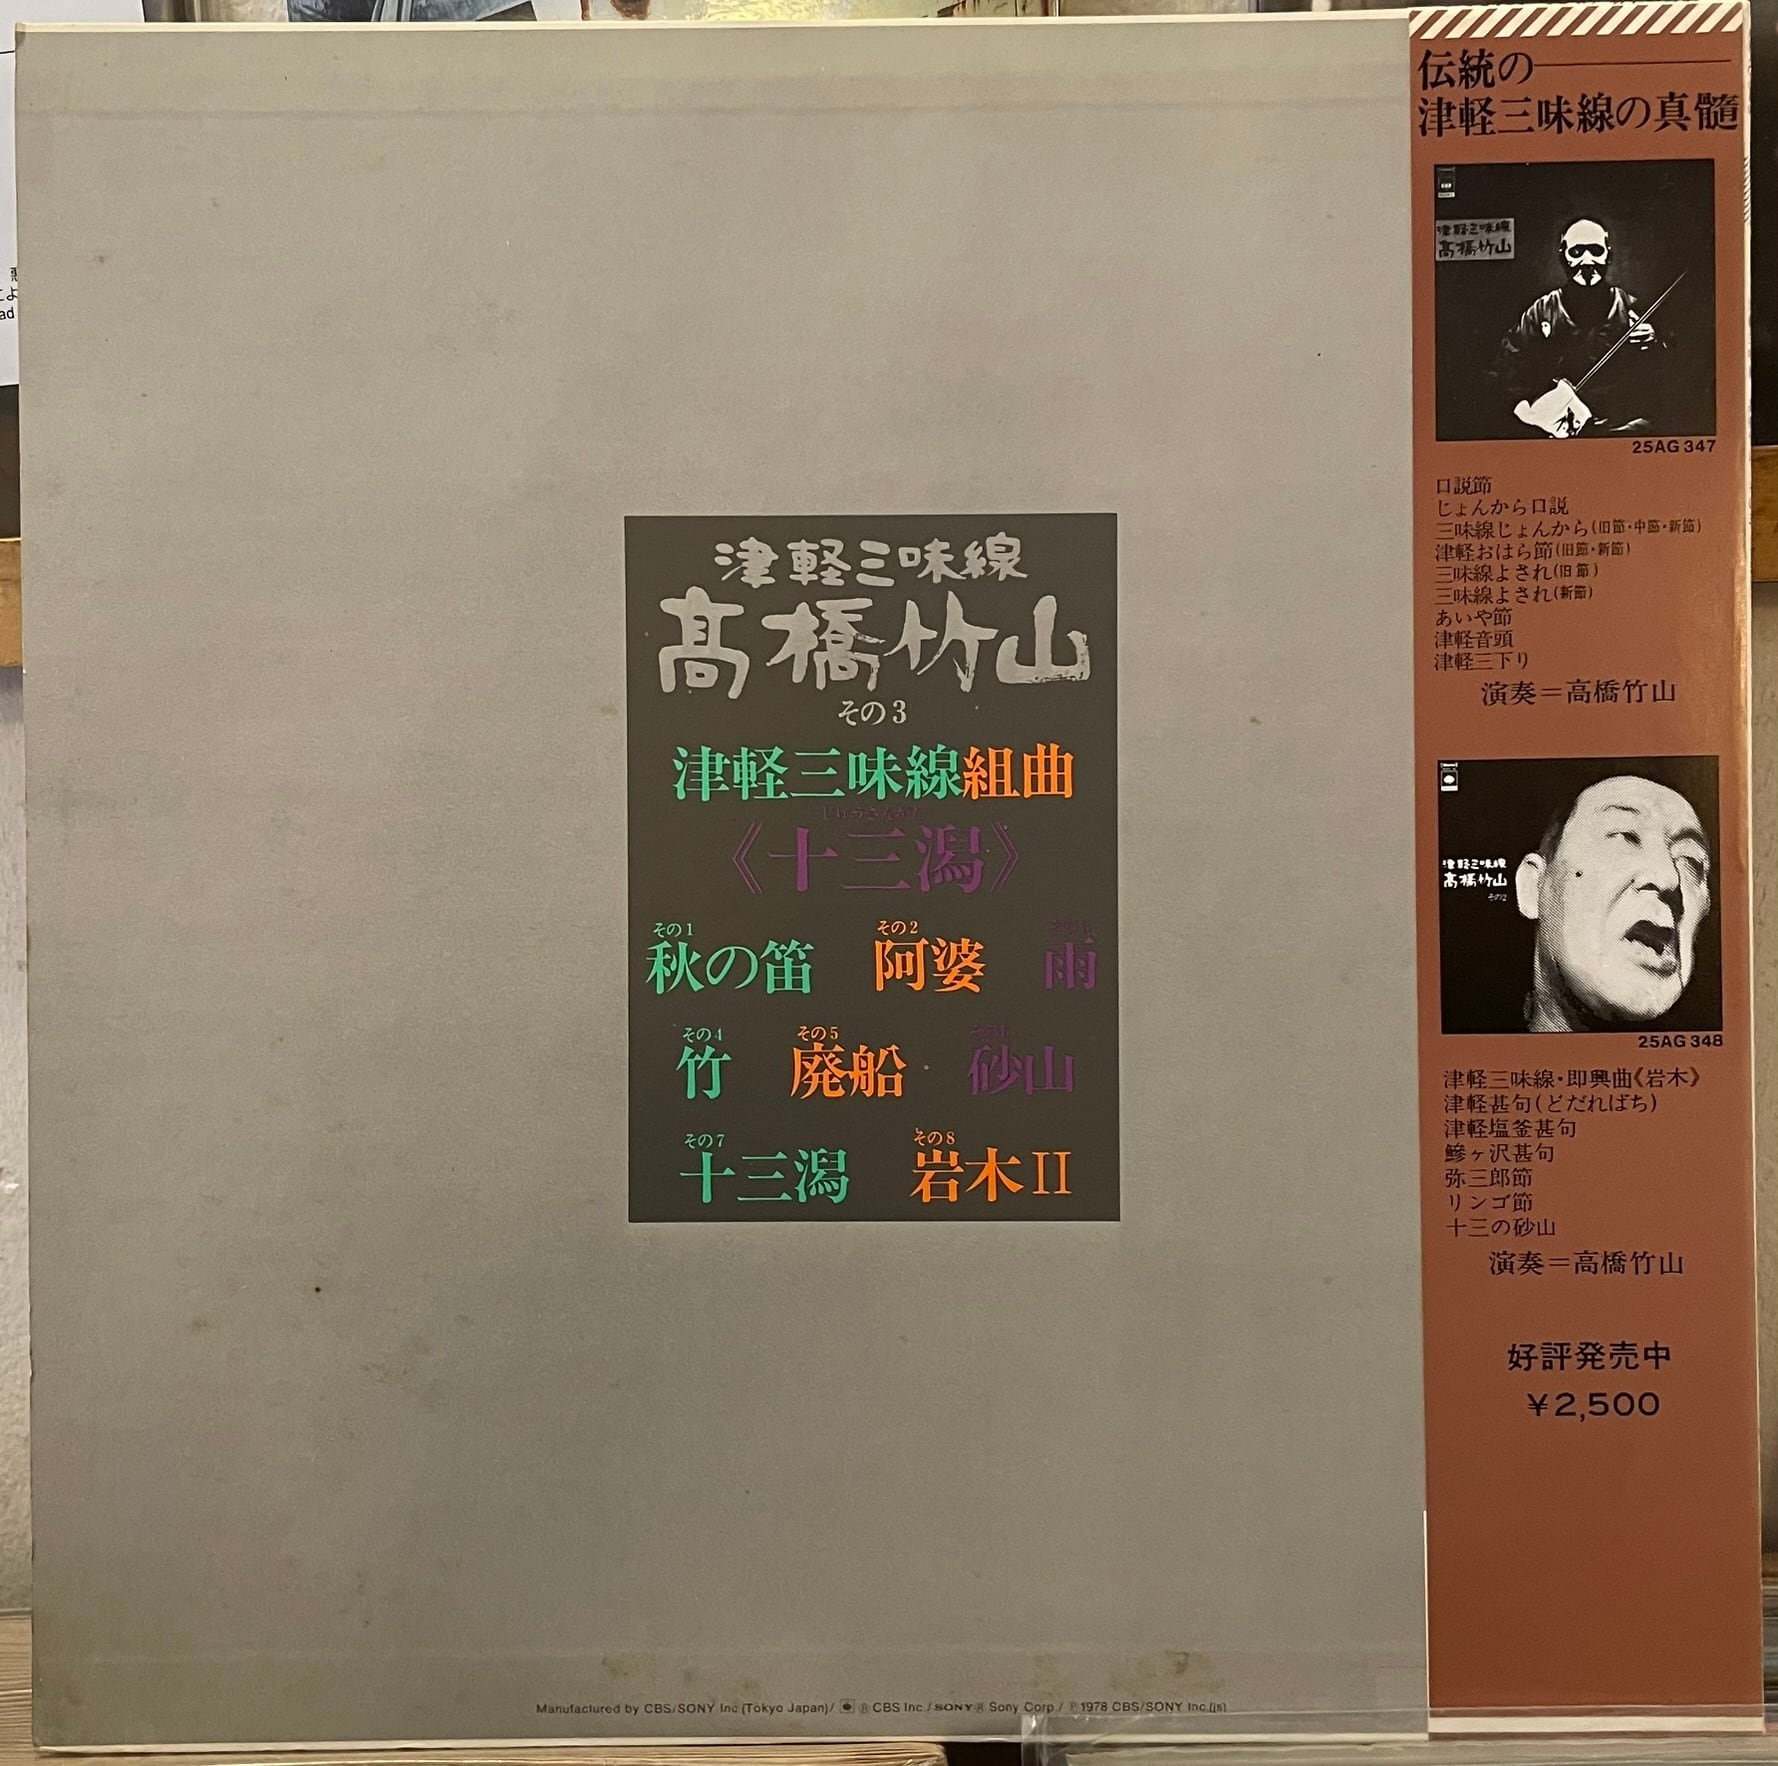 津軽三味線
高橋竹山
その3
津軽三味線組曲
じゅうさんがた
《十三潟》
その1 その2
秋の笛 阿婆 雨
その4 その5
竹 廃船 砂山
その7 その8
十三潟 岩木II
Manufactured by CBS/SONY Inc (Tokyo Japan)/ ® CBS Inc./SONY® Sony Corp / ℗1978 CBS/SONY Inc.(js)
伝統の――
津軽三味線の真髓
津軽三味線
高橋竹山
25AG 347
口説節
じょんから口説
三味線じょんから(旧節・中節・新節)
津軽おはら節(旧節・新節)
三味線よされ(旧節)
三味線よされ(新節)
あいや節
津軽音頭
津軽三下り
演奏=高橋竹山
津軽三味線
高橋竹山
その2
25AG 348
津軽三味線・即興曲《岩木》
津軽甚句(どだればち)
津軽塩釜甚句
鰺ヶ沢甚句
弥三郎節
リンゴ節
十三の砂山
演奏=高橋竹山
好評発売中
¥2,500